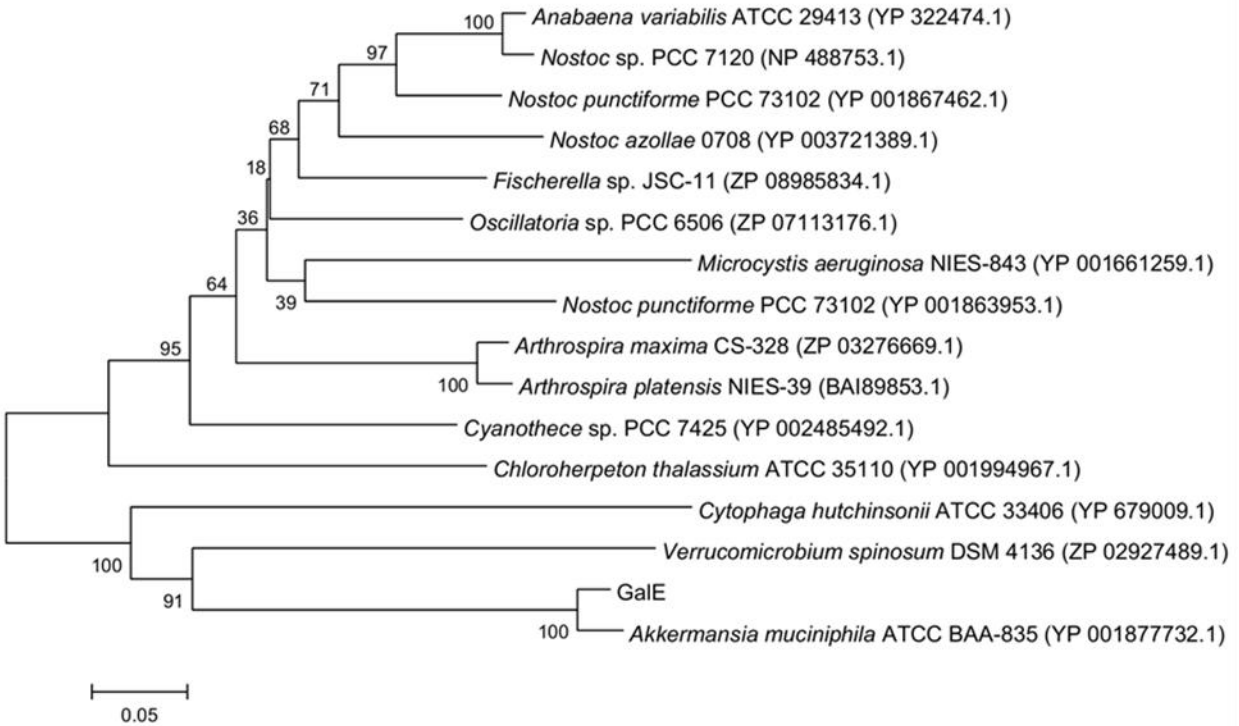 100
Anabaena variabilis ATCC 29413 (YP 322474.1)
Nostoc sp. PCC 7120 (NP 488753.1)
97
Nostoc punctiforme PCC 73102 (YP 001867462.1)
71
Nostoc azollae 0708 (YP 003721389.1)
68
Fischerella sp. JSC-11 (ZP 08985834.1)
18
Oscillatoria sp. PCC 6506 (ZP 07113176.1)
36
Microcystis aeruginosa NIES-843 (YP 001661259.1)
39
Nostoc punctiforme PCC 73102 (YP 001863953.1)
64
Arthrospira maxima CS-328 (ZP 03276669.1)
100
Arthrospira platensis NIES-39 (BAI89853.1)
95
Cyanothece sp. PCC 7425 (YP 002485492.1)
Chloroherpeton thalassium ATCC 35110 (YP 001994967.1)
Cytophaga hutchinsonii ATCC 33406 (YP 679009.1)
100
Verrucomicrobium spinosum DSM 4136 (ZP 02927489.1)
91
GalE
100
Akkermansia muciniphila ATCC BAA-835 (YP 001877732.1)
0.05